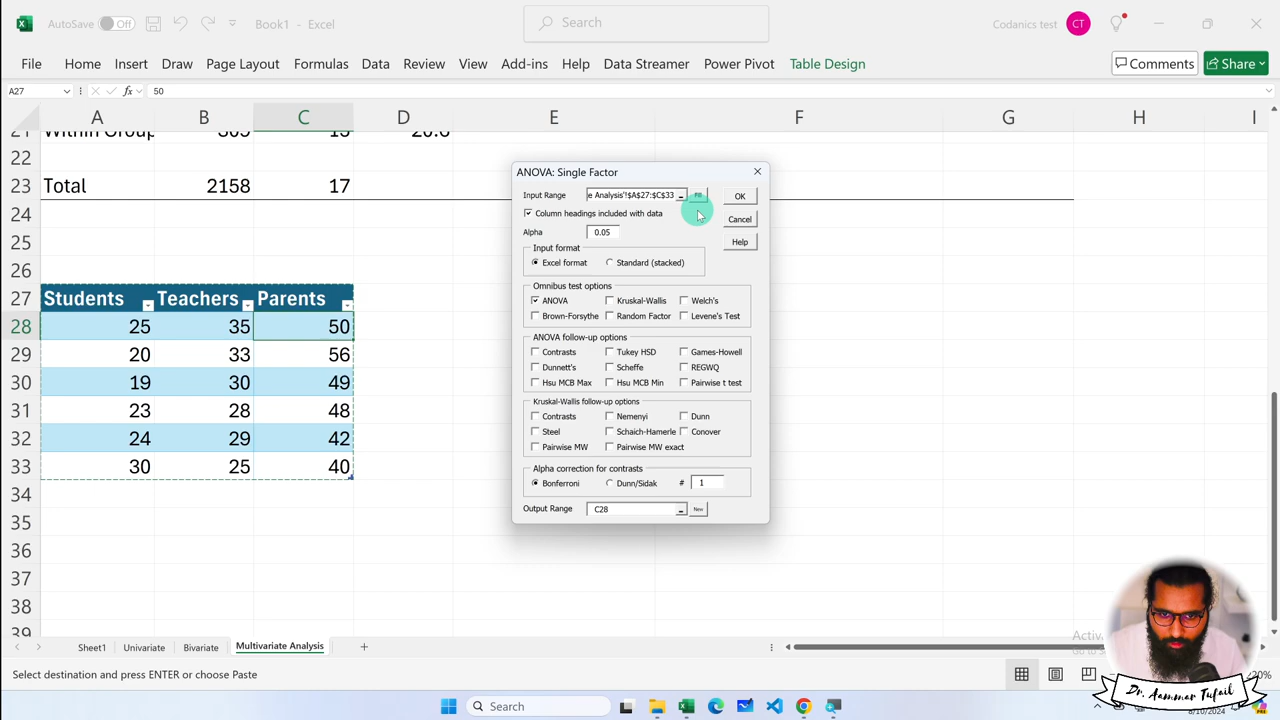 AutoSave Off Book1 - Excel Search Codanics test CT
File Home Insert Draw Page Layout Formulas Data Review View Add-ins Help Data Streamer Power Pivot Table Design Comments Share
A27 fx 50
A B C D E F G H I
21 Within Group 309 15 20.6
22
23 Total 2158 17
24
25
26
27 Students Teachers Parents
28 25 35 50
29 20 33 56
30 19 30 49
31 23 28 48
32 24 29 42
33 30 25 40
34
35
36
37
38
39
ANOVA: Single Factor
Input Range e Analysis'!$A$27:$C$33 Fill OK
Column headings included with data
Alpha 0.05 Cancel
Help
Input format
Excel format Standard (stacked)
Omnibus test options
ANOVA Kruskal-Wallis Welch's
Brown-Forsythe Random Factor Levene's Test
ANOVA follow-up options
Contrasts Tukey HSD Games-Howell
Dunnett's Scheffe REGWQ
Hsu MCB Max Hsu MCB Min Pairwise t test
Kruskal-Wallis follow-up options
Contrasts Nemenyi Dunn
Steel Schaich-Hamerle Conover
Pairwise MW Pairwise MW exact
Alpha correction for contrasts
Bonferroni Dunn/Sidak # 1
Output Range C28 New
Sheet1 Univariate Bivariate Multivariate Analysis
Select destination and press ENTER or choose Paste
Search
Dr. Aammar Tufail
8/10/2024